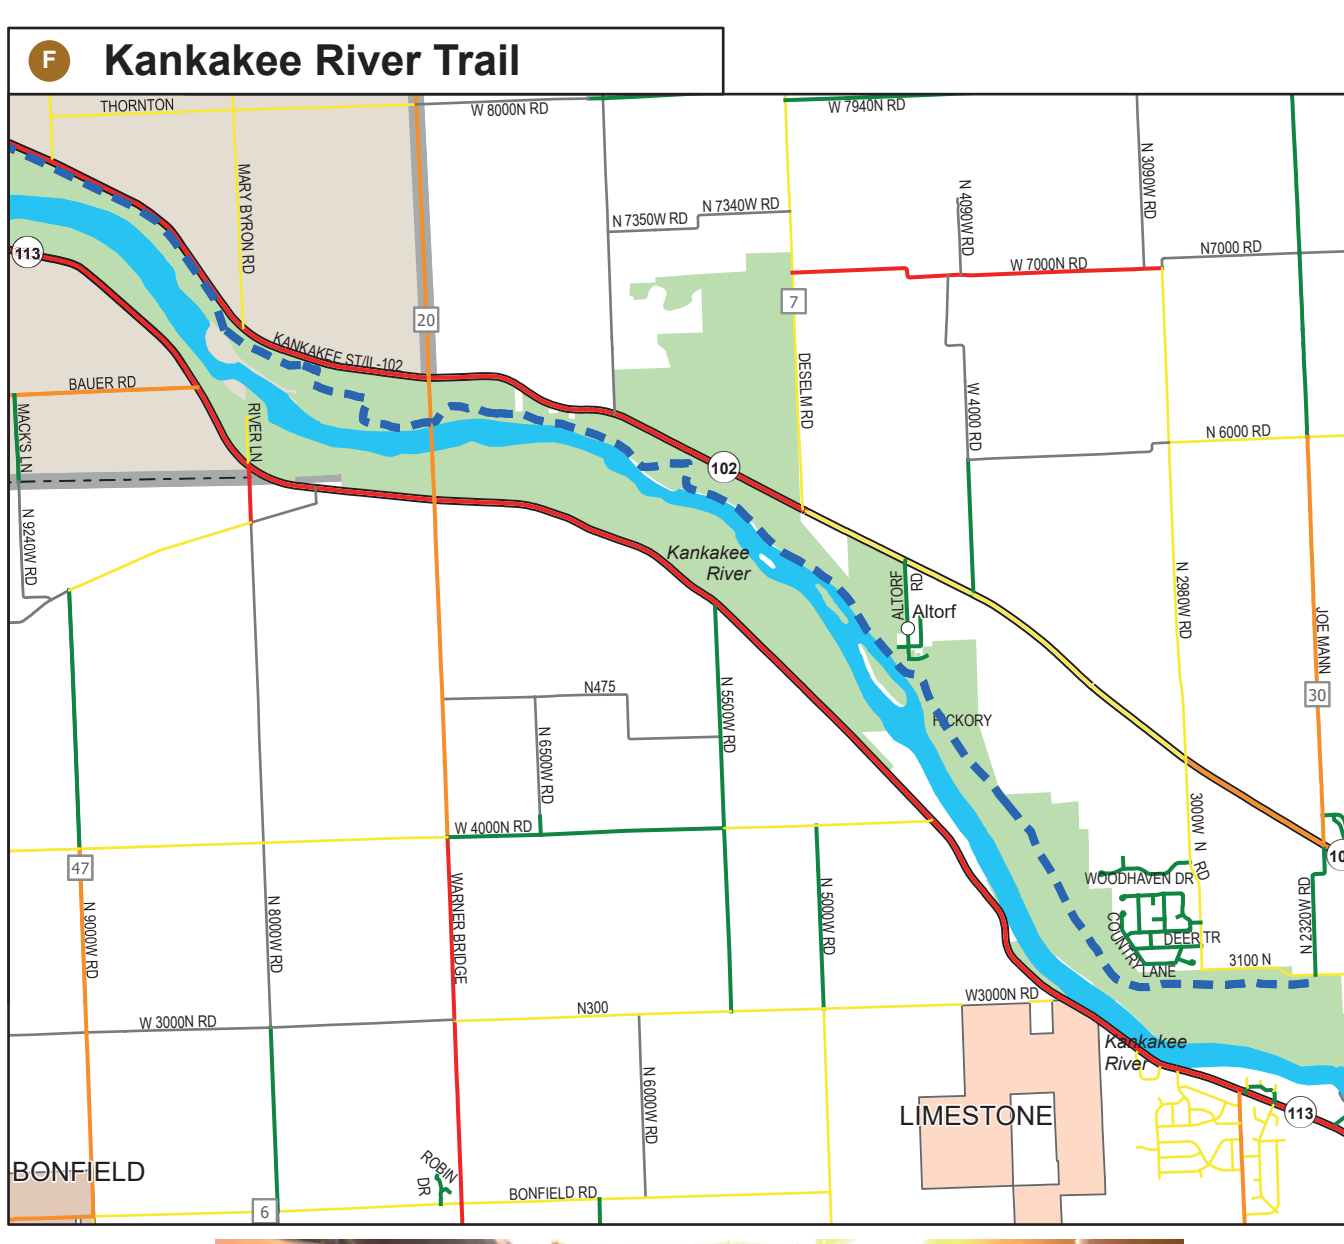 F Kankakee River Trail
THORNTON
W 8000N RD
W 7940N RD
MARY BYRON RD
N 3090W RD
N 4090W RD
N 7350W RD
N 7340W RD
N7000 RD
W 7000N RD
113
7
20
KANKAKEE ST/IL-102
DESELM RD
BAUER RD
MACK'S LN
RIVER LN
W 4000 RD
N 6000 RD
102
N 9240W RD
Kankakee
River
ALTORF
RD
Altorf
N 2980W RD
JOE MANN
30
N475
N 5500W RD
HICKORY
N 6500W RD
W 4000N RD
3000W N RD
10
47
WOODHAVEN DR
N 9000W RD
N 8000W RD
WARNER BRIDGE
N 5000W RD
COUNTRY
LANE
DEER TR
N 2320W RD
3100 N
W3000N RD
N300
W 3000N RD
Kankakee
River
N 6000W RD
LIMESTONE
113
BONFIELD
ROBIN
DR
BONFIELD RD
6